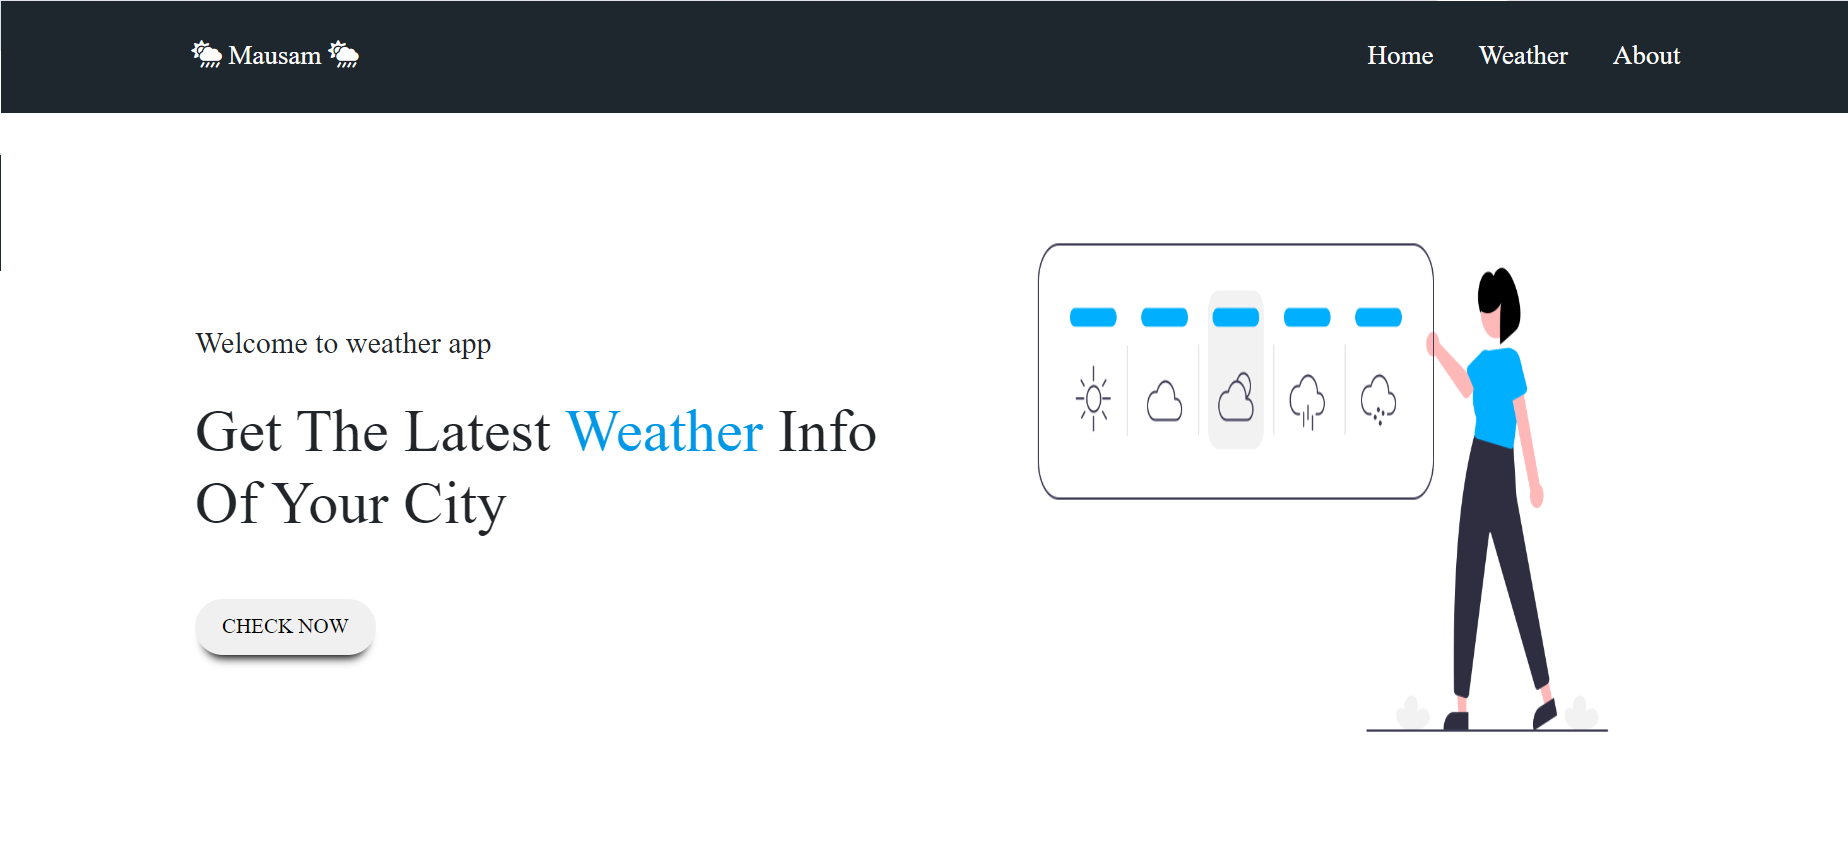 Mausam
Home
Weather
About
Welcome to weather app
Get The Latest Weather Info
Of Your City
CHECK NOW